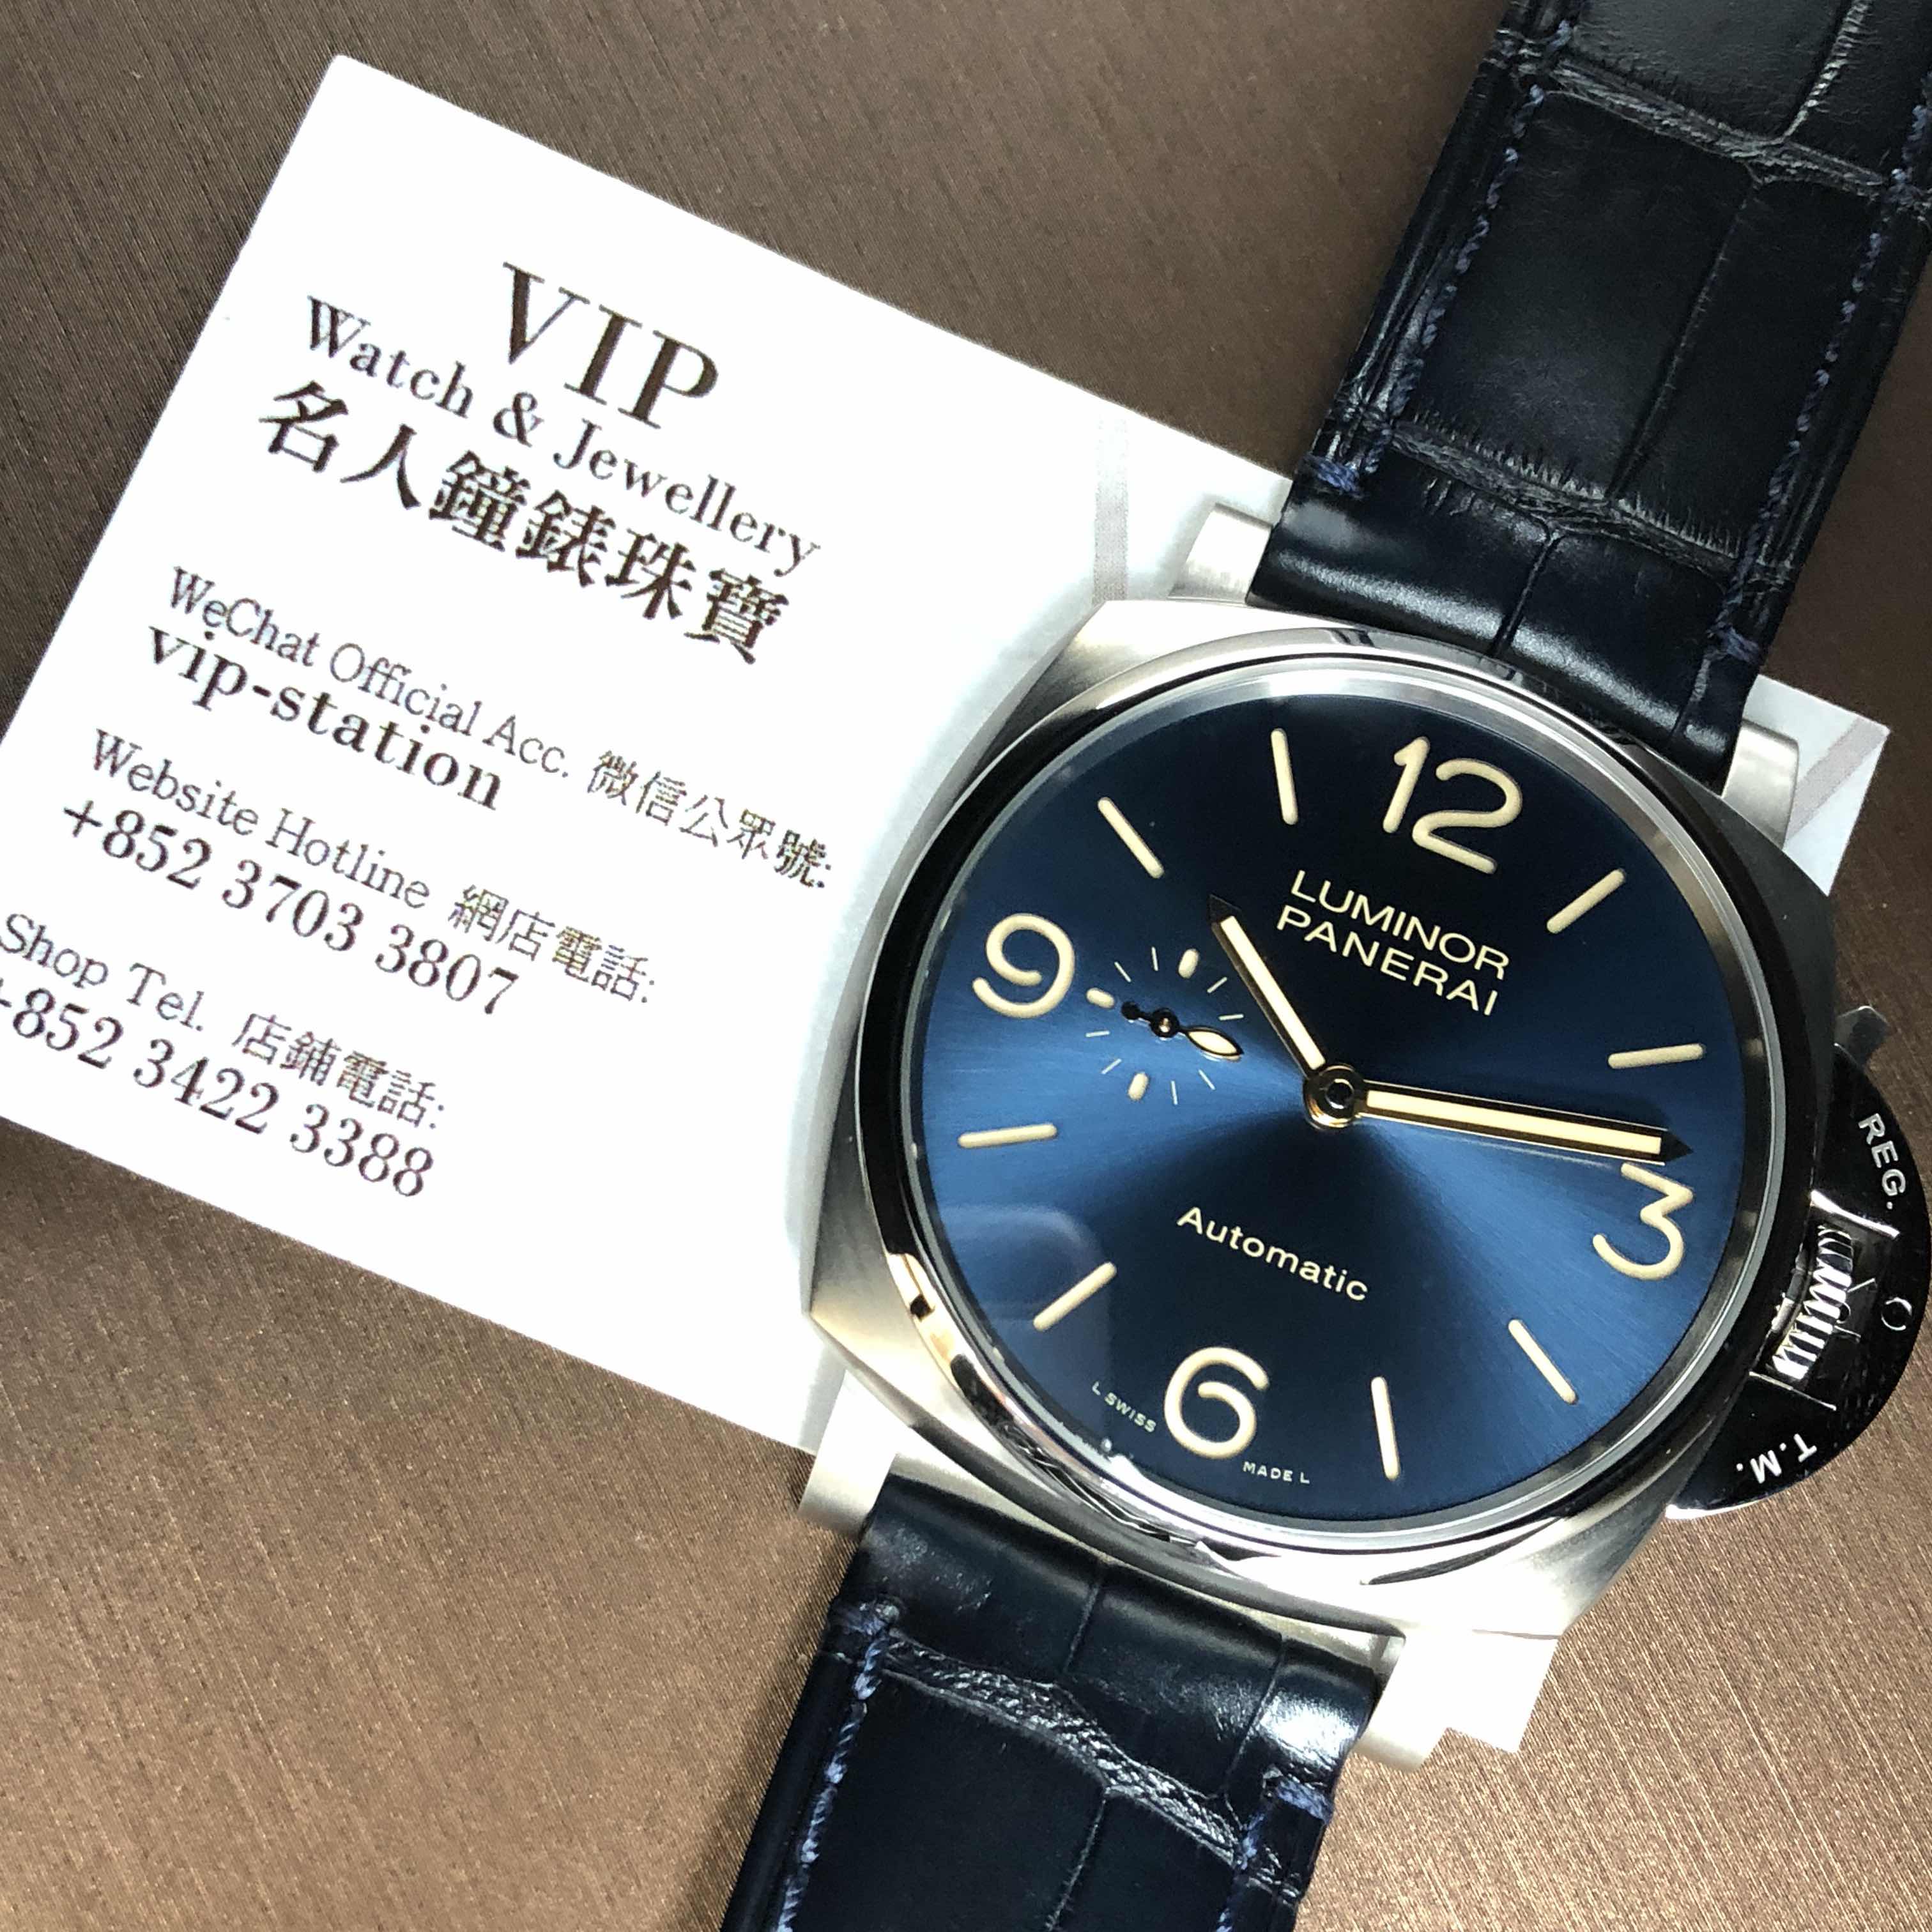 VIP
Watch & Jewellery
名人鐘錶珠寶
WeChat Official Acc. 微信公眾號:
vip-station
Website Hotline 網店電話:
+852 3703 3807
Shop Tel. 店鋪電話:
+852 3422 3388
12
LUMINOR
PANERAI
9
3
Automatic
6
L SWISS MADE L
REG.
T.M.